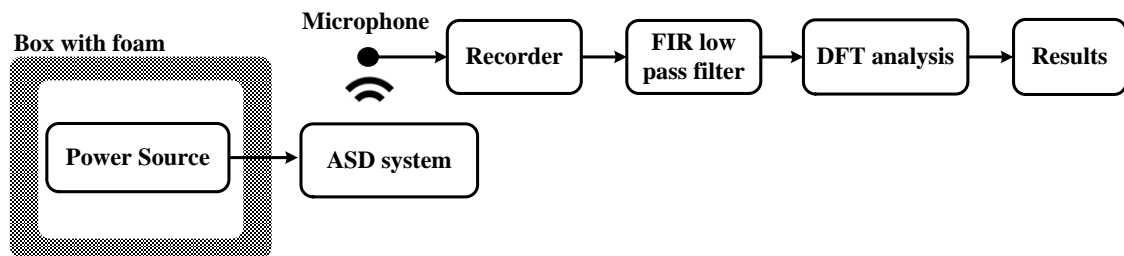 Microphone
Box with foam
Recorder
FIR low
pass filter
DFT analysis
Results
Power Source
ASD system